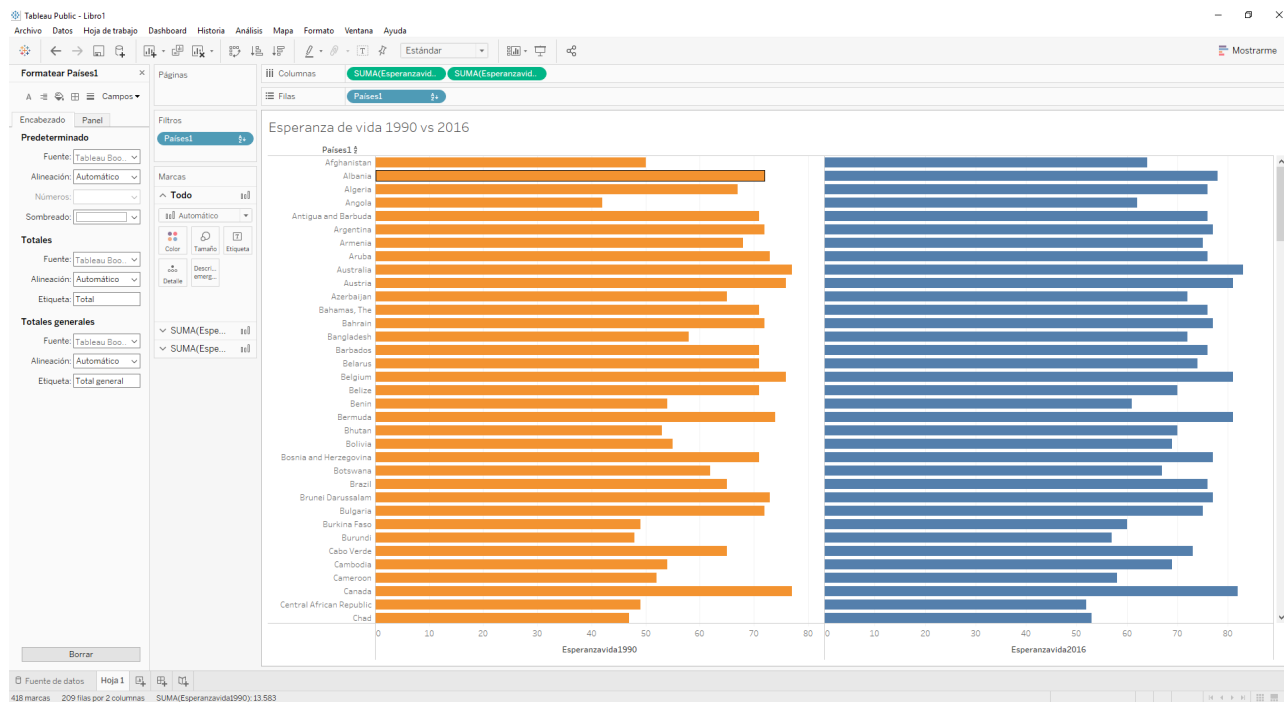 Tableau Public - Libro1
Archivo Datos Hoja de trabajo Dashboard Historia Análisis Mapa Formato Ventana Ayuda
Estándar
Mostrarme
Formatear Países1
Campos
Encabezado Panel
Predeterminado
Fuente: Tableau Boo..
Alineación: Automático
Números:
Sombreado:
Totales
Fuente: Tableau Boo..
Alineación: Automático
Etiqueta: Total
Totales generales
Fuente: Tableau Boo..
Alineación: Automático
Etiqueta: Total general
Borrar
Páginas
Filtros
Países1
Marcas
Todo
Automático
Color Tamaño Etiqueta
Detalle Descri... emerg...
SUMA(Espe...
SUMA(Espe...
Columnas SUMA(Esperanzavid.. SUMA(Esperanzavid..
Filas Países1
Esperanza de vida 1990 vs 2016
Países1
Afghanistan
Albania
Algeria
Angola
Antigua and Barbuda
Argentina
Armenia
Aruba
Australia
Austria
Azerbaijan
Bahamas, The
Bahrain
Bangladesh
Barbados
Belarus
Belgium
Belize
Benin
Bermuda
Bhutan
Bolivia
Bosnia and Herzegovina
Botswana
Brazil
Brunei Darussalam
Bulgaria
Burkina Faso
Burundi
Cabo Verde
Cambodia
Cameroon
Canada
Central African Republic
Chad
0 10 20 30 40 50 60 70 80 0 10 20 30 40 50 60 70 80
Esperanzavida1990 Esperanzavida2016
Fuente de datos Hoja 1
418 marcas 209 filas por 2 columnas SUMA(Esperanzavida1990): 13.583